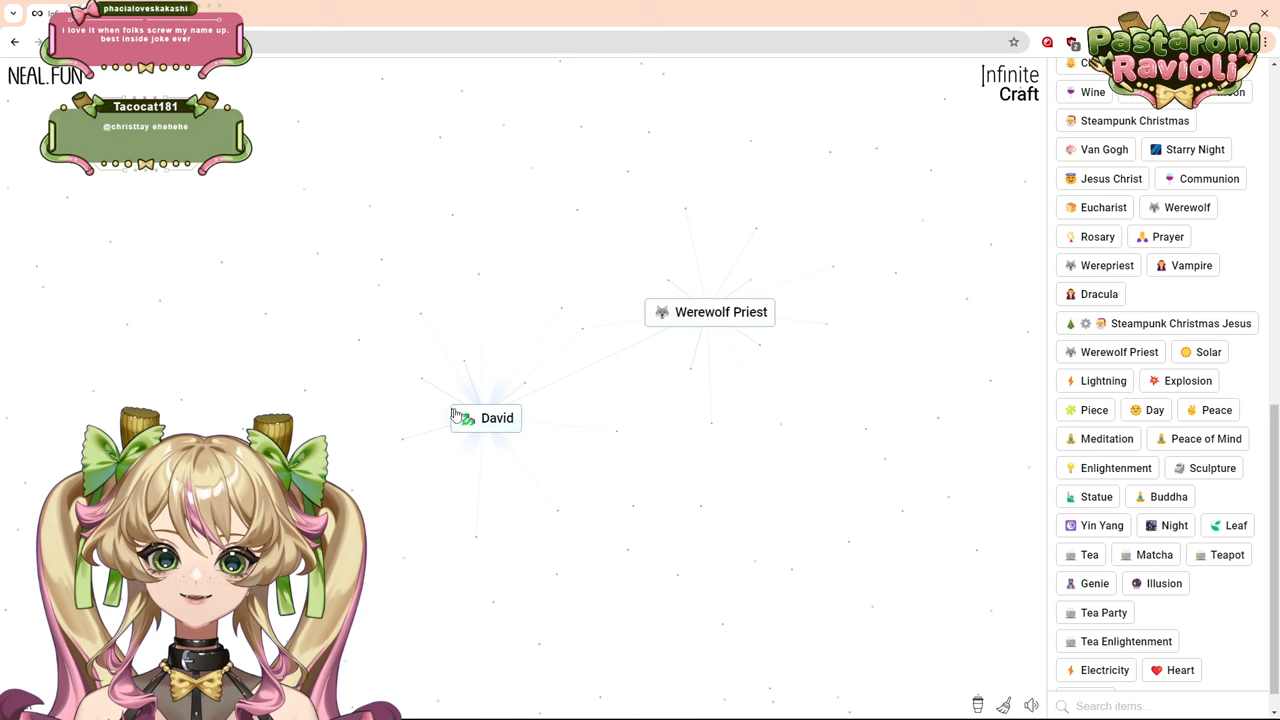 phacialoveskakashi
i love it when folks screw my name up.
best inside joke ever
NEAL.FUN
Tacocat181
@christtay ehehehe
Infinite
Craft
Pastaroni
Ravioli
2
Werewolf Priest
David
Wine
Steampunk Christmas
Van Gogh
Starry Night
Jesus Christ
Communion
Eucharist
Werewolf
Rosary
Prayer
Werepriest
Vampire
Dracula
Steampunk Christmas Jesus
Werewolf Priest
Solar
Lightning
Explosion
Piece
Day
Peace
Meditation
Peace of Mind
Enlightenment
Sculpture
Statue
Buddha
Yin Yang
Night
Leaf
Tea
Matcha
Teapot
Genie
Illusion
Tea Party
Tea Enlightenment
Electricity
Heart
Search items...